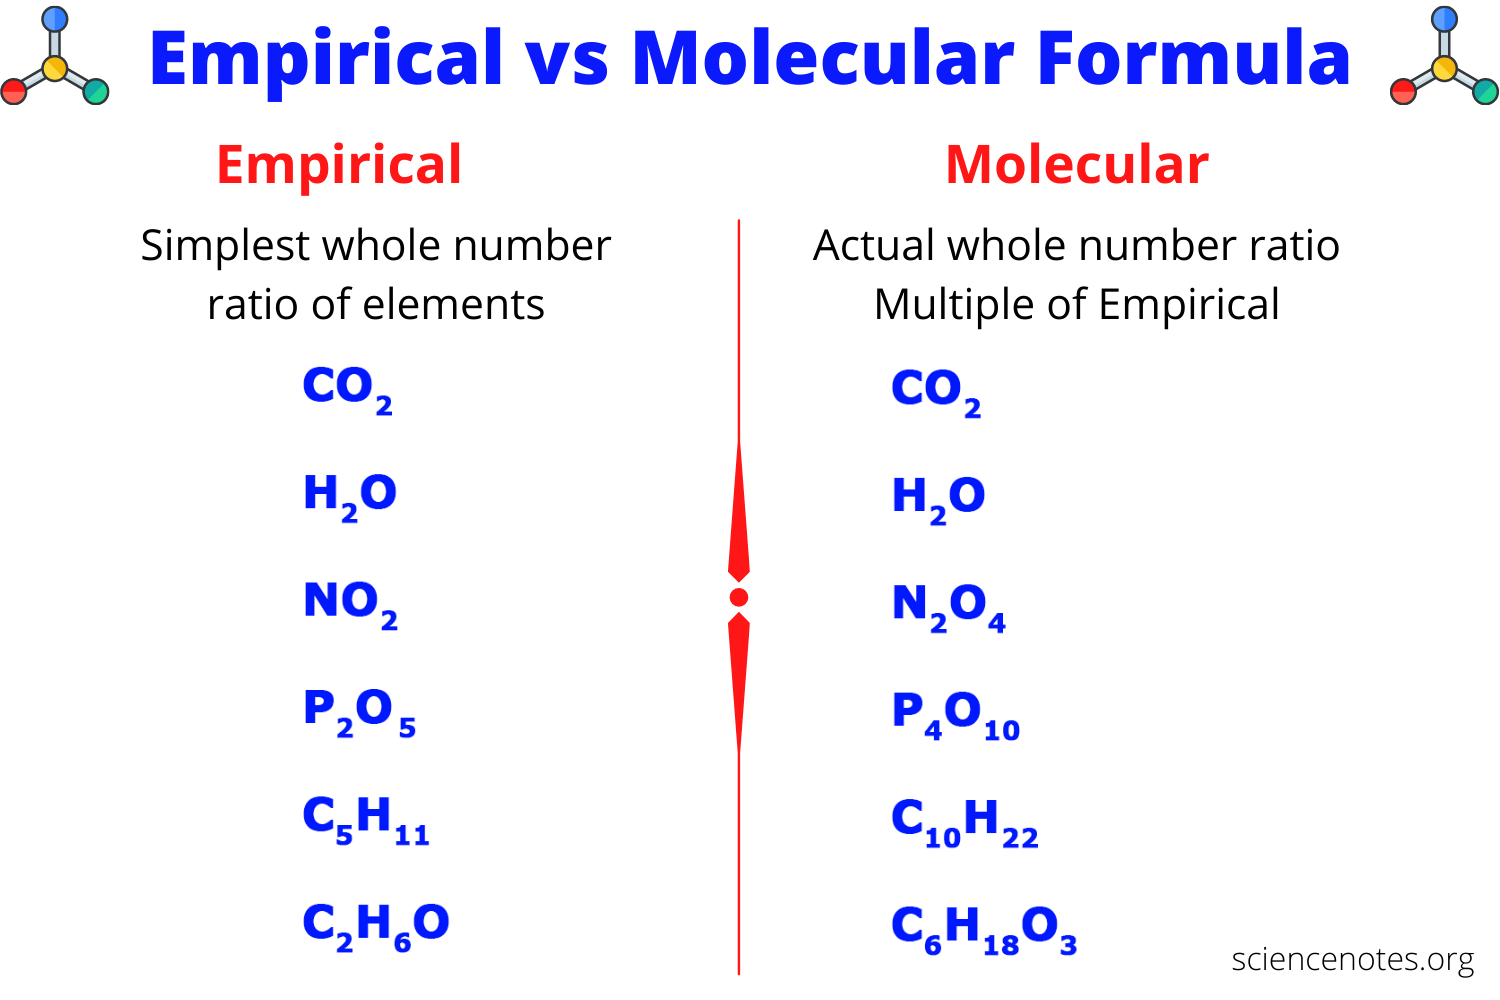 Empirical vs Molecular Formula
Empirical
Simplest whole number
ratio of elements
CO₂
H₂O
NO₂
P₂O₅
C₅H₁₁
C₂H₆O
Molecular
Actual whole number ratio
Multiple of Empirical
CO₂
H₂O
N₂O₄
P₄O₁₀
C₁₀H₂₂
C₆H₁₈O₃
sciencenotes.org